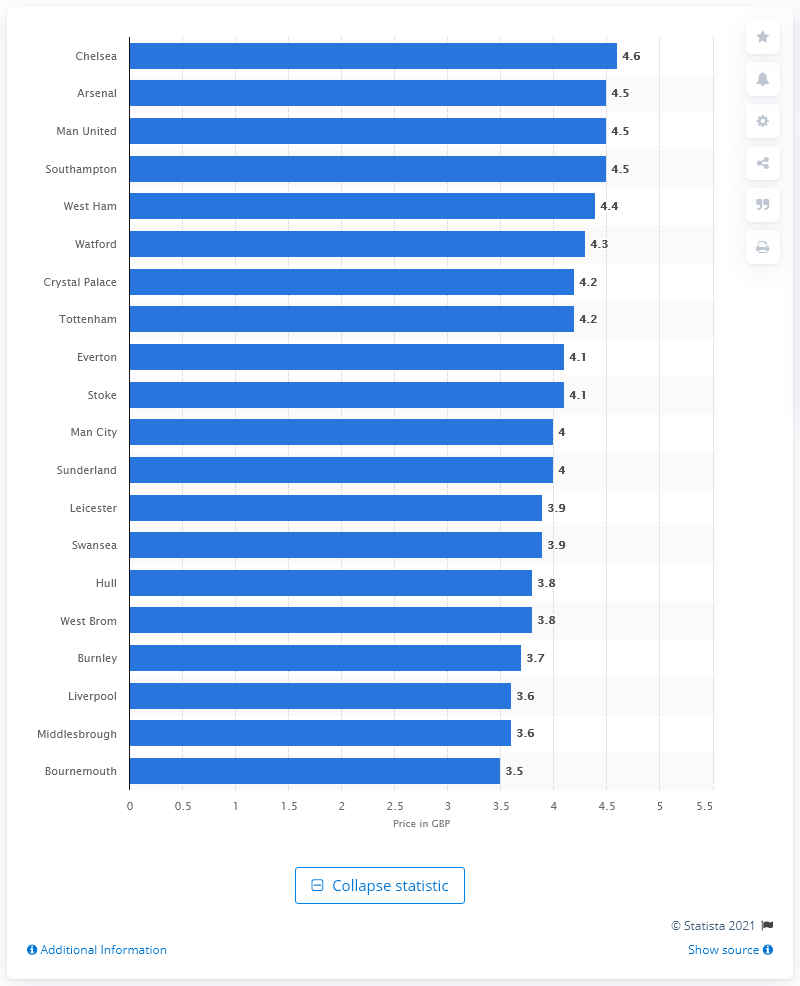 Chelsea 4.6
Arsenal 4.5
Man United 4.5
Southampton 4.5
West Ham 4.4
Watford 4.3
Crystal Palace 4.2
Tottenham 4.2
Everton 4.1
Stoke 4.1
Man City 4
Sunderland 4
Leicester 3.9
Swansea 3.9
Hull 3.8
West Brom 3.8
Burnley 3.7
Liverpool 3.6
Middlesbrough 3.6
Bournemouth 3.5
0 0.5 1 1.5 2 2.5 3 3.5 4 4.5 5 5.5
Price in GBP
Collapse statistic
© Statista 2021
Additional Information Show source